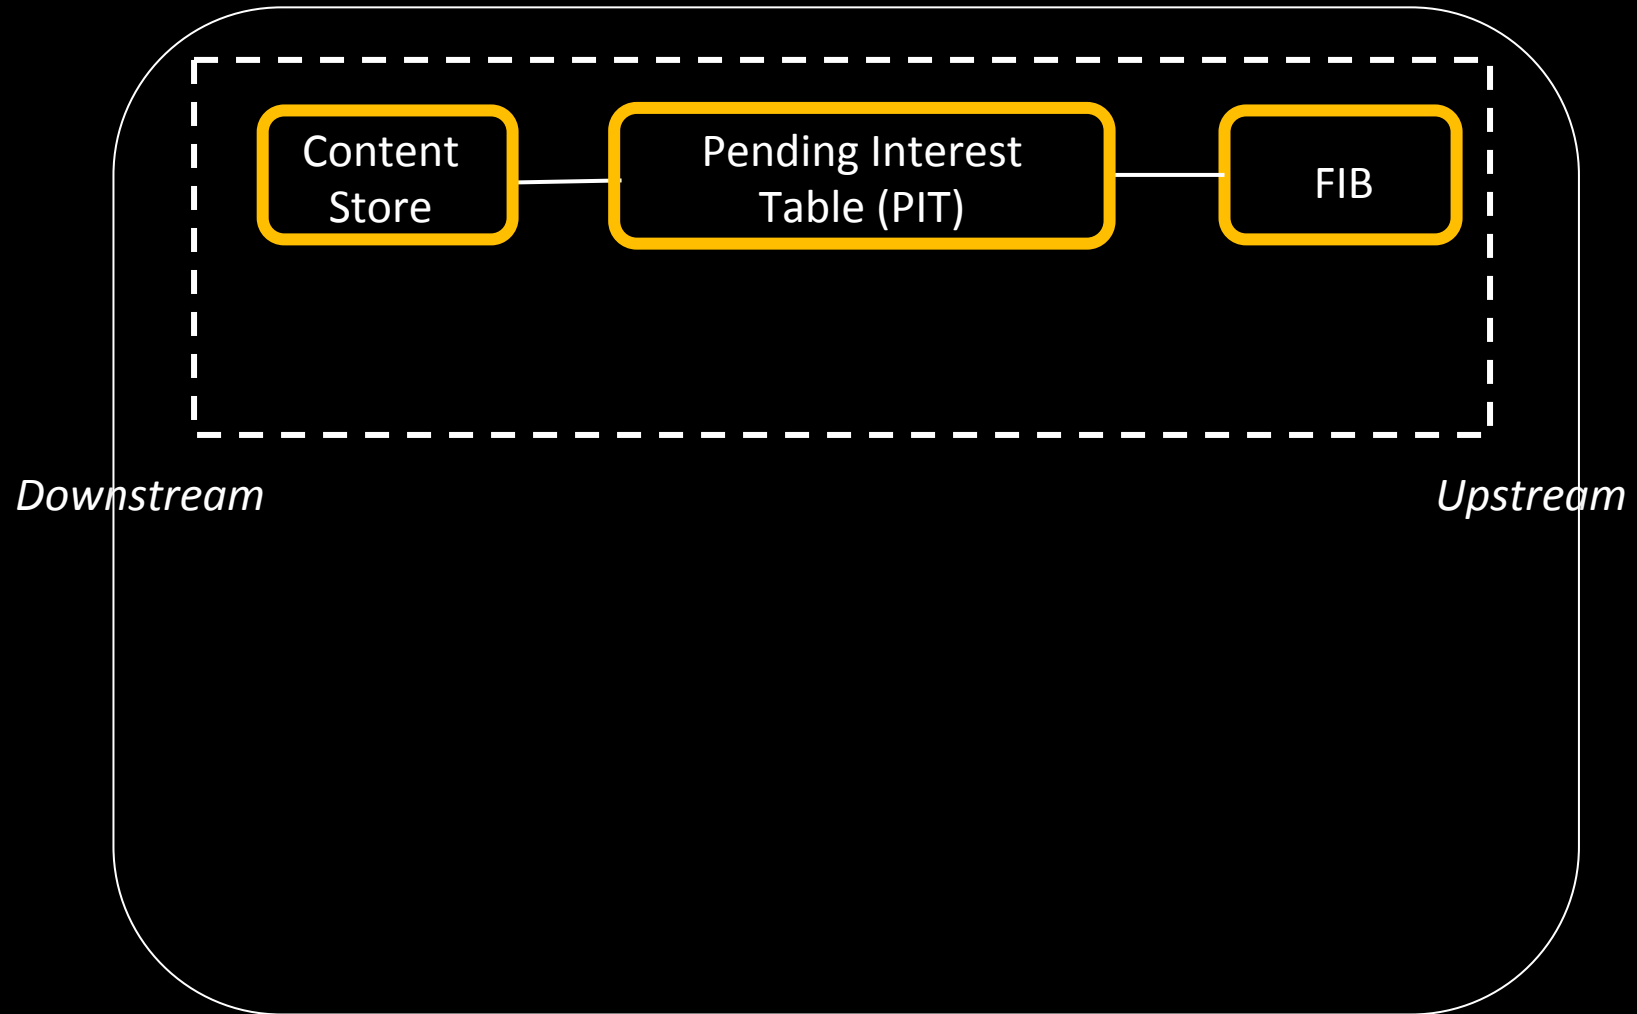 Content
Store
Pending Interest
Table (PIT)
FIB
Downstream
Upstream